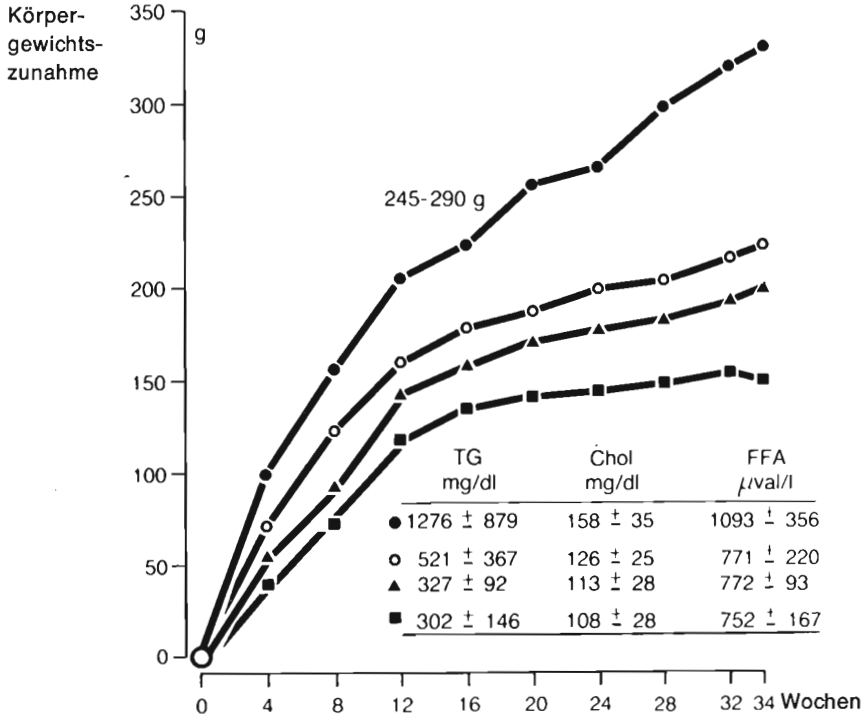 Körper-
gewichts-
zunahme
350
g
300
250
245-290 g
200
150
100
50
0
TG Chol FFA
mg/dl mg/dl μval/l
● 1276 ± 879 158 ± 35 1093 ± 356
○ 521 ± 367 126 ± 25 771 ± 220
▲ 327 ± 92 113 ± 28 772 ± 93
■ 302 ± 146 108 ± 28 752 ± 167
0 4 8 12 16 20 24 28 32 34 Wochen